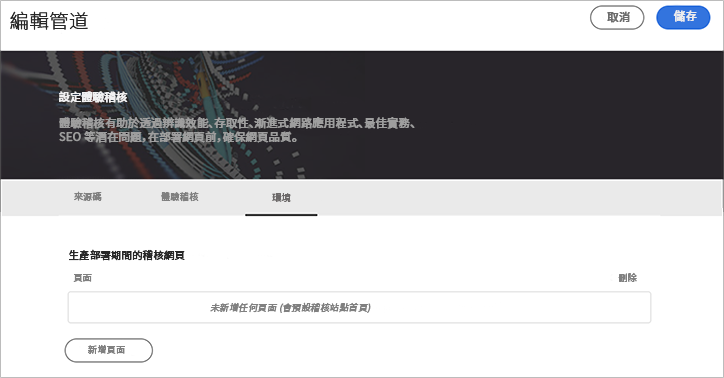 編輯管道
取消
儲存
設定體驗稽核
體驗稽核有助於透過辨識效能、存取性、漸進式網路應用程式、最佳實務、
SEO 等潛在問題，在部署網頁前，確保網頁品質。
來源碼
體驗稽核
環境
生產部署期間的稽核網頁
頁面
刪除
未新增任何頁面 (會預設稽核站點首頁)
新增頁面